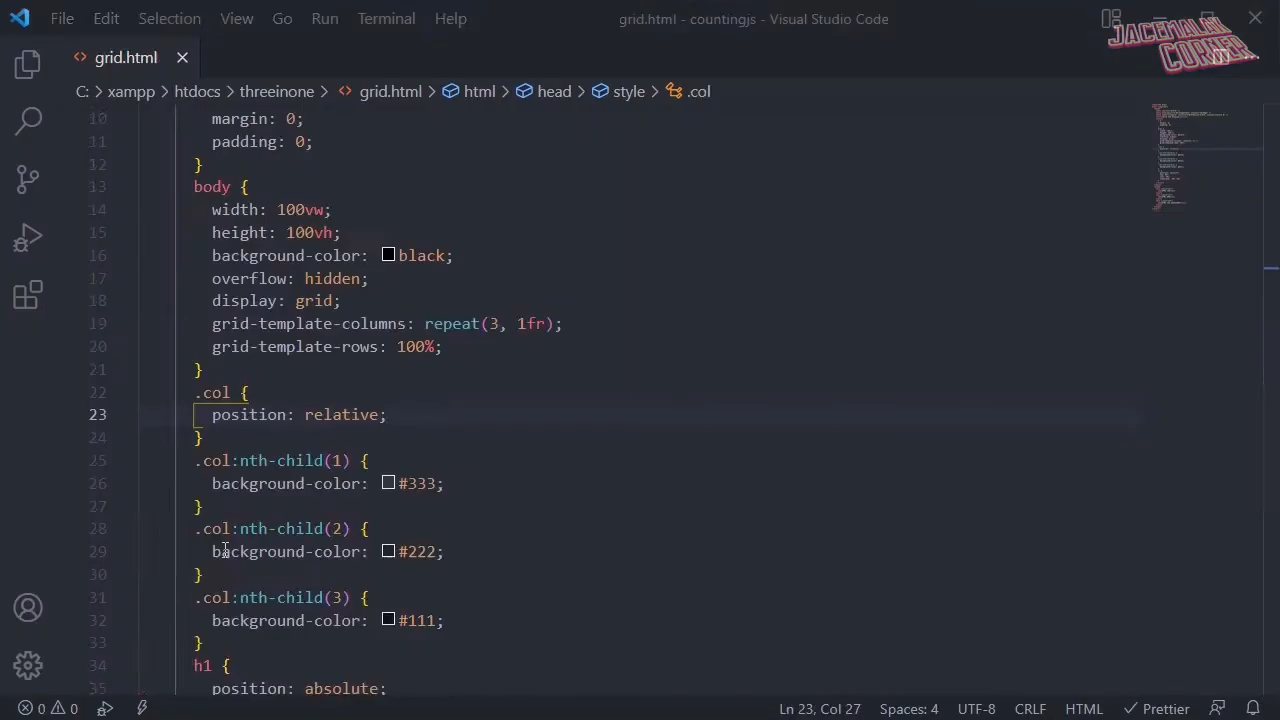 File Edit Selection View Go Run Terminal Help grid.html - countingjs - Visual Studio Code
JACEMALNK CORNER
grid.html
C: > xampp > htdocs > threeinone > grid.html > html > head > style > .col
10 margin: 0;
11 padding: 0;
12 }
13 body {
14 width: 100vw;
15 height: 100vh;
16 background-color: black;
17 overflow: hidden;
18 display: grid;
19 grid-template-columns: repeat(3, 1fr);
20 grid-template-rows: 100%;
21 }
22 .col {
23 position: relative;
24 }
25 .col:nth-child(1) {
26 background-color: #333;
27 }
28 .col:nth-child(2) {
29 background-color: #222;
30 }
31 .col:nth-child(3) {
32 background-color: #111;
33 }
34 h1 {
35 position: absolute;
0 0 Ln 23, Col 27 Spaces: 4 UTF-8 CRLF HTML Prettier